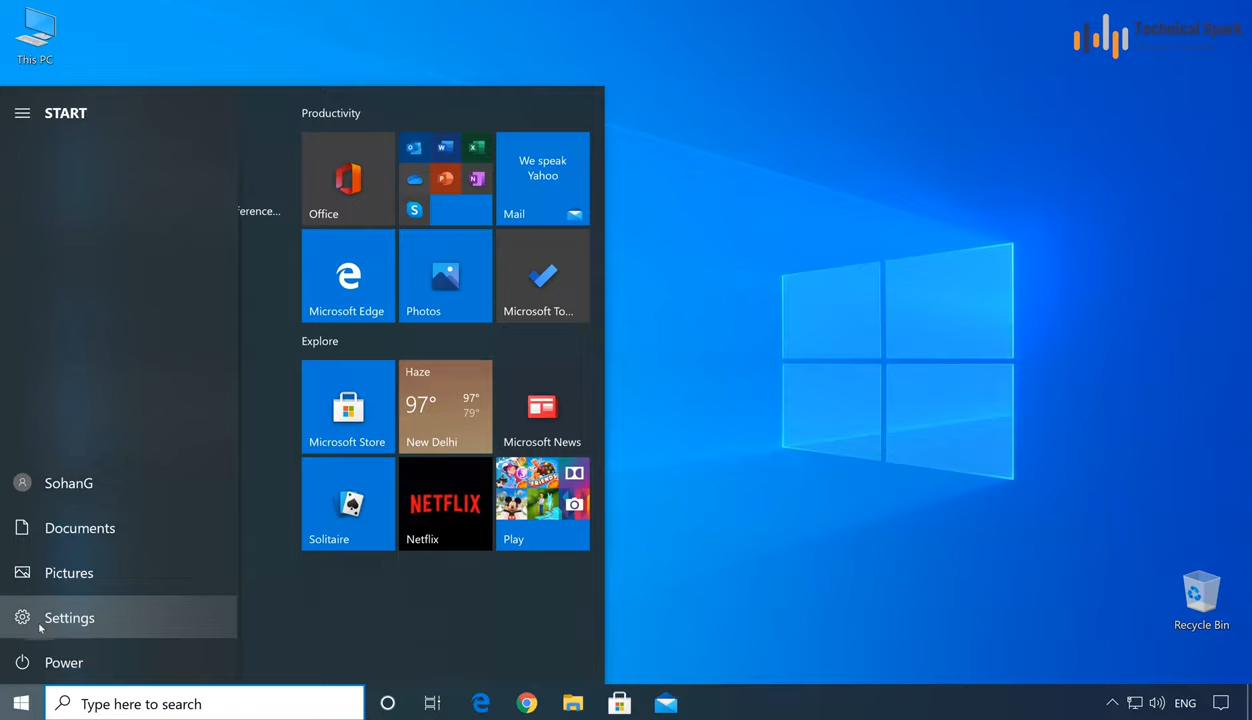 This PC
Technical Spark
START
ference...
SohanG
Documents
Pictures
Settings
Power
Productivity
Office
We speak
Yahoo
Mail
Microsoft Edge
Photos
Microsoft To...
Explore
Haze
97°
97°
79°
New Delhi
Microsoft Store
Microsoft News
Solitaire
NETFLIX
Netflix
Play
Recycle Bin
Type here to search
ENG